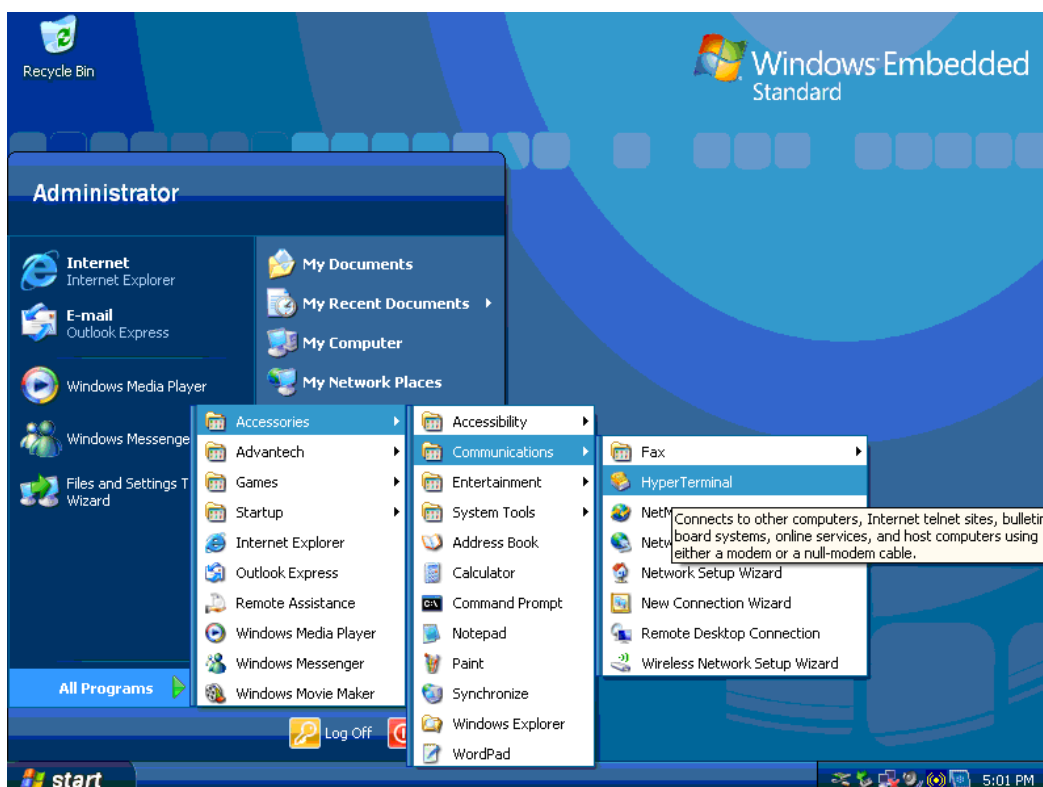 Recycle Bin
Windows Embedded
Standard
Administrator
Internet
Internet Explorer
E-mail
Outlook Express
Windows Media Player
Windows Messenge
Files and Settings T
Wizard
All Programs
My Documents
My Recent Documents
My Computer
My Network Places
Accessories
Advantech
Games
Startup
Internet Explorer
Outlook Express
Remote Assistance
Windows Media Player
Windows Messenger
Windows Movie Maker
Accessibility
Communications
Entertainment
System Tools
Address Book
Calculator
Command Prompt
Notepad
Paint
Synchronize
Windows Explorer
WordPad
Fax
HyperTerminal
Connects to other computers, Internet telnet sites, bulletin
board systems, online services, and host computers using
either a modem or a null-modem cable.
Network Setup Wizard
New Connection Wizard
Remote Desktop Connection
Wireless Network Setup Wizard
Log Off
start
5:01 PM